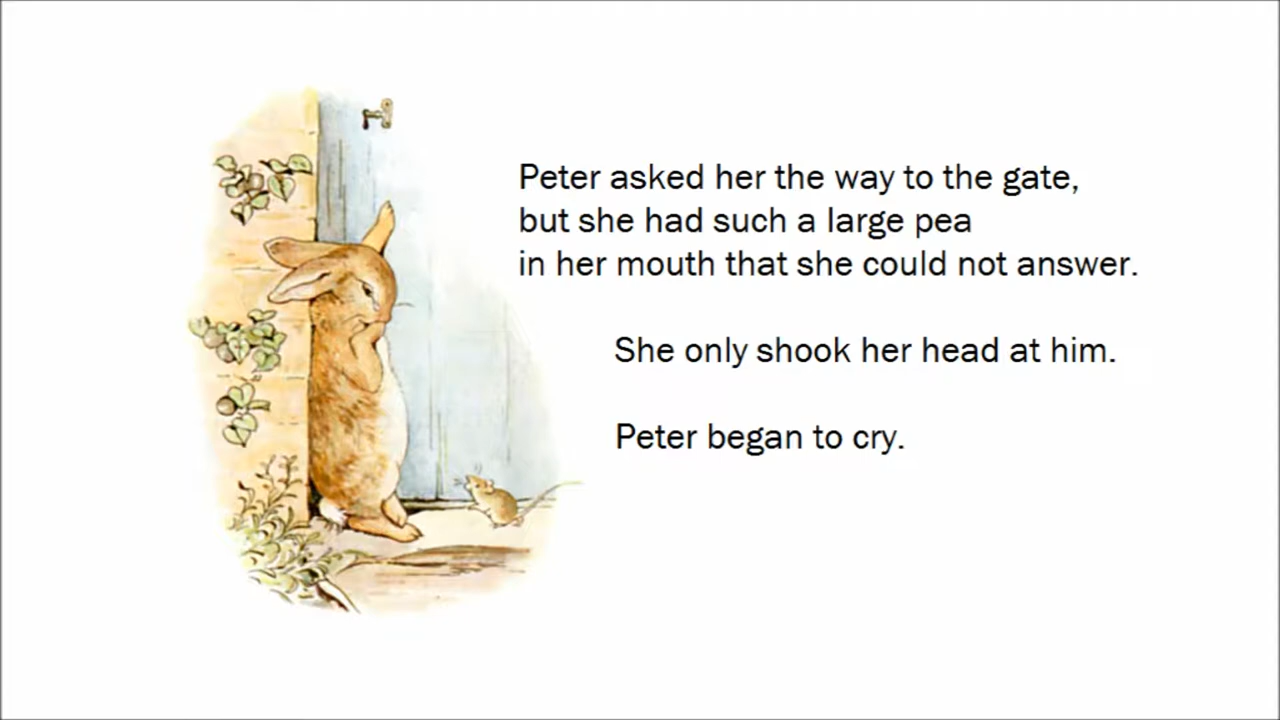 Peter asked her the way to the gate,
but she had such a large pea
in her mouth that she could not answer.
She only shook her head at him.
Peter began to cry.